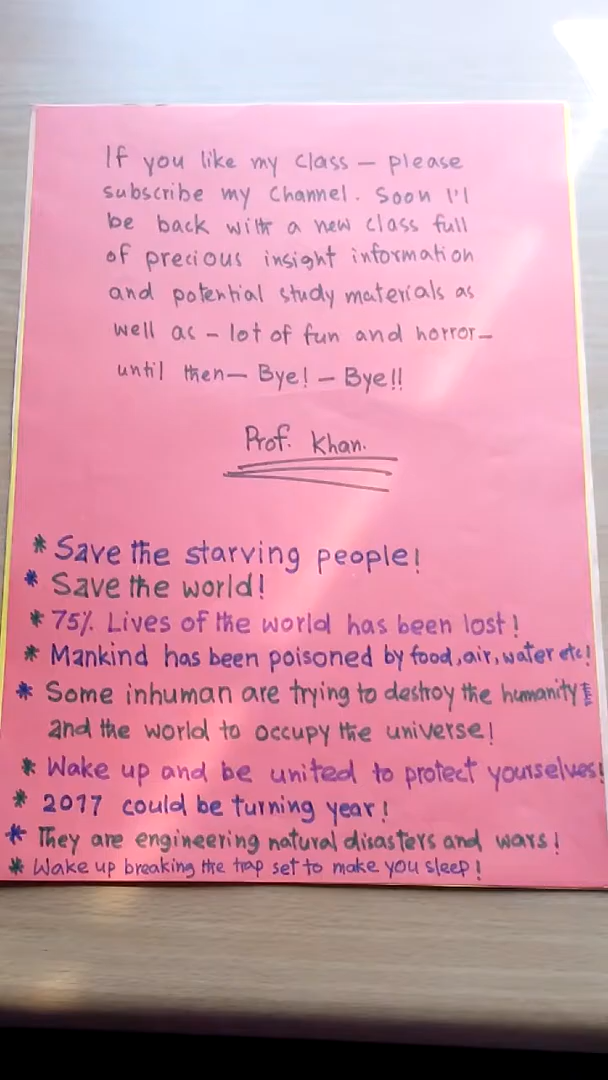 If you like my class – please
subscribe my Channel. Soon I'l
be back with a new class full
of precious insight information
and potential study materials as
well as – lot of fun and horror –
until then – Bye! – Bye!!
Prof. Khan.
* Save the starving people!
* Save the world!
* 75% Lives of the world has been lost!
* Mankind has been poisoned by food, air, water etc!
* Some inhuman are trying to destroy the humanity
and the world to occupy the universe!
* Wake up and be united to protect yourselves!
* 2017 could be turning year!
* They are engineering natural disasters and wars!
* Wake up breaking the trap set to make you sleep!